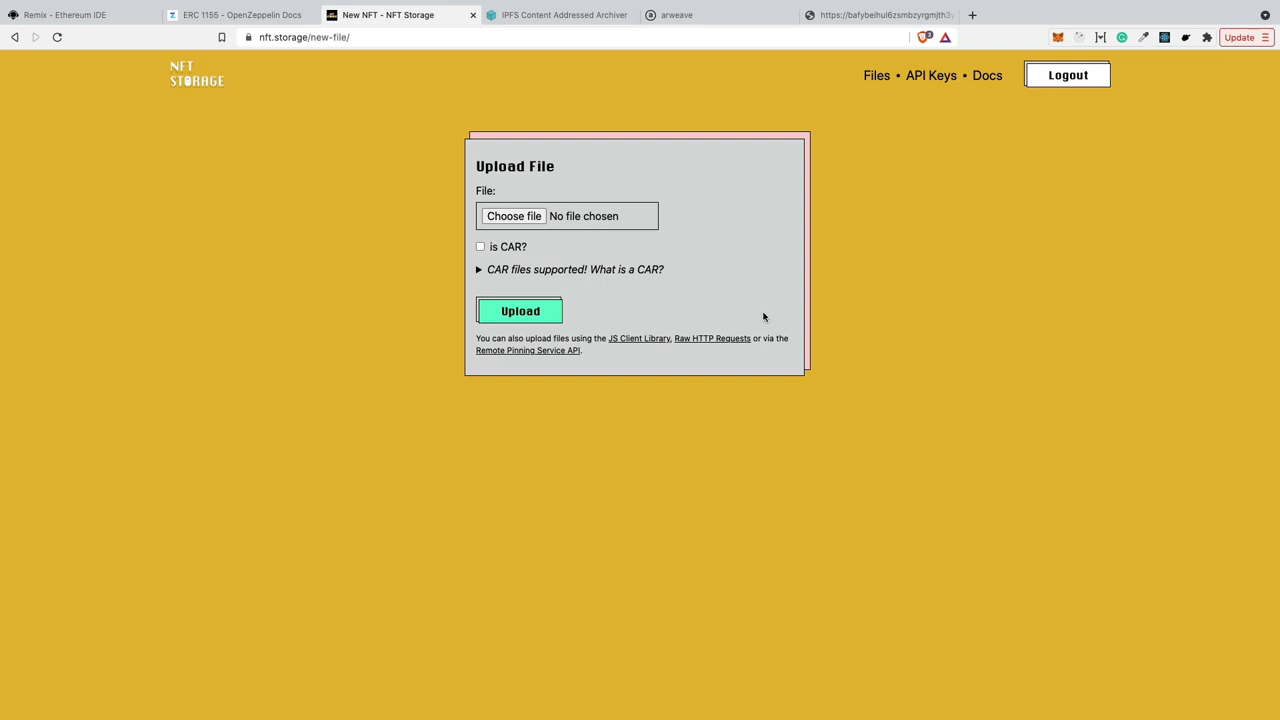 Remix - Ethereum IDE
ERC 1155 - OpenZeppelin Docs
New NFT - NFT Storage
IPFS Content Addressed Archiver
arweave
https://bafybeihul6zsmbzyrgmjth3y
nft.storage/new-file/
2
Update
NFT
STORAGE
Files • API Keys • Docs
Logout
Upload File
File:
Choose file No file chosen
is CAR?
CAR files supported! What is a CAR?
Upload
You can also upload files using the JS Client Library, Raw HTTP Requests or via the
Remote Pinning Service API.